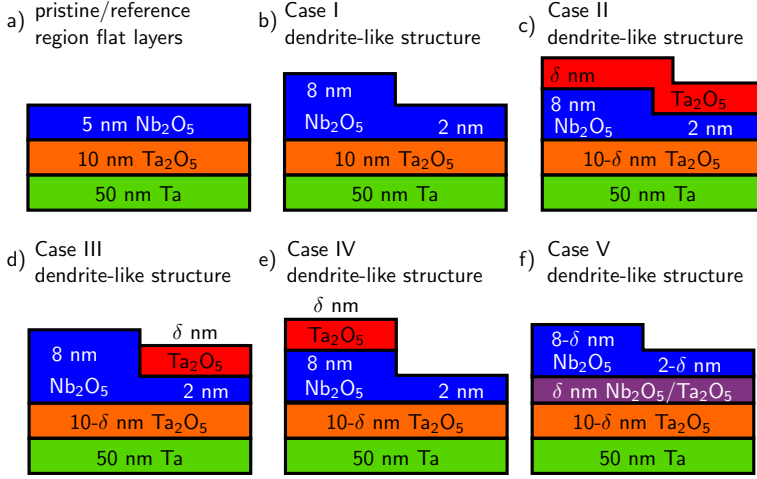 a) pristine/reference
region flat layers
5 nm Nb₂O₅
10 nm Ta₂O₅
50 nm Ta
b) Case I
dendrite-like structure
8 nm
Nb₂O₅ 2 nm
10 nm Ta₂O₅
50 nm Ta
c) Case II
dendrite-like structure
δ nm
8 nm Ta₂O₅
Nb₂O₅ 2 nm
10-δ nm Ta₂O₅
50 nm Ta
d) Case III
dendrite-like structure
δ nm
8 nm Ta₂O₅
Nb₂O₅ 2 nm
10-δ nm Ta₂O₅
50 nm Ta
e) Case IV
dendrite-like structure
δ nm
Ta₂O₅
8 nm
Nb₂O₅ 2 nm
10-δ nm Ta₂O₅
50 nm Ta
f) Case V
dendrite-like structure
8-δ nm
Nb₂O₅ 2-δ nm
δ nm Nb₂O₅/Ta₂O₅
10-δ nm Ta₂O₅
50 nm Ta